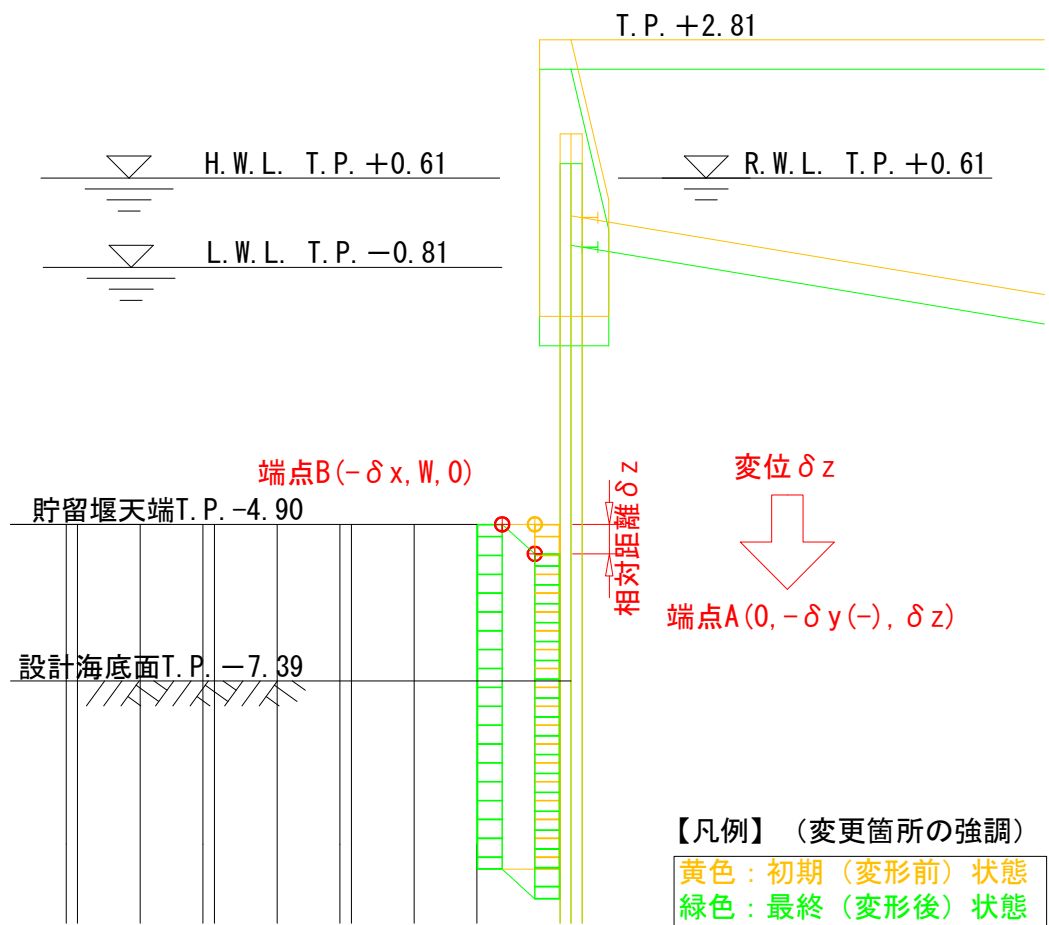 T.P.+2.81
H.W.L. T.P.+0.61
R.W.L. T.P.+0.61
L.W.L. T.P.-0.81
端点B(-δx,W,0)
変位δz
貯留堰天端T.P.-4.90
相対距離δz
端点A(0,-δy(-),δz)
設計海底面T.P.-7.39
【凡例】（変更箇所の強調）
黄色：初期（変形前）状態
緑色：最終（変形後）状態